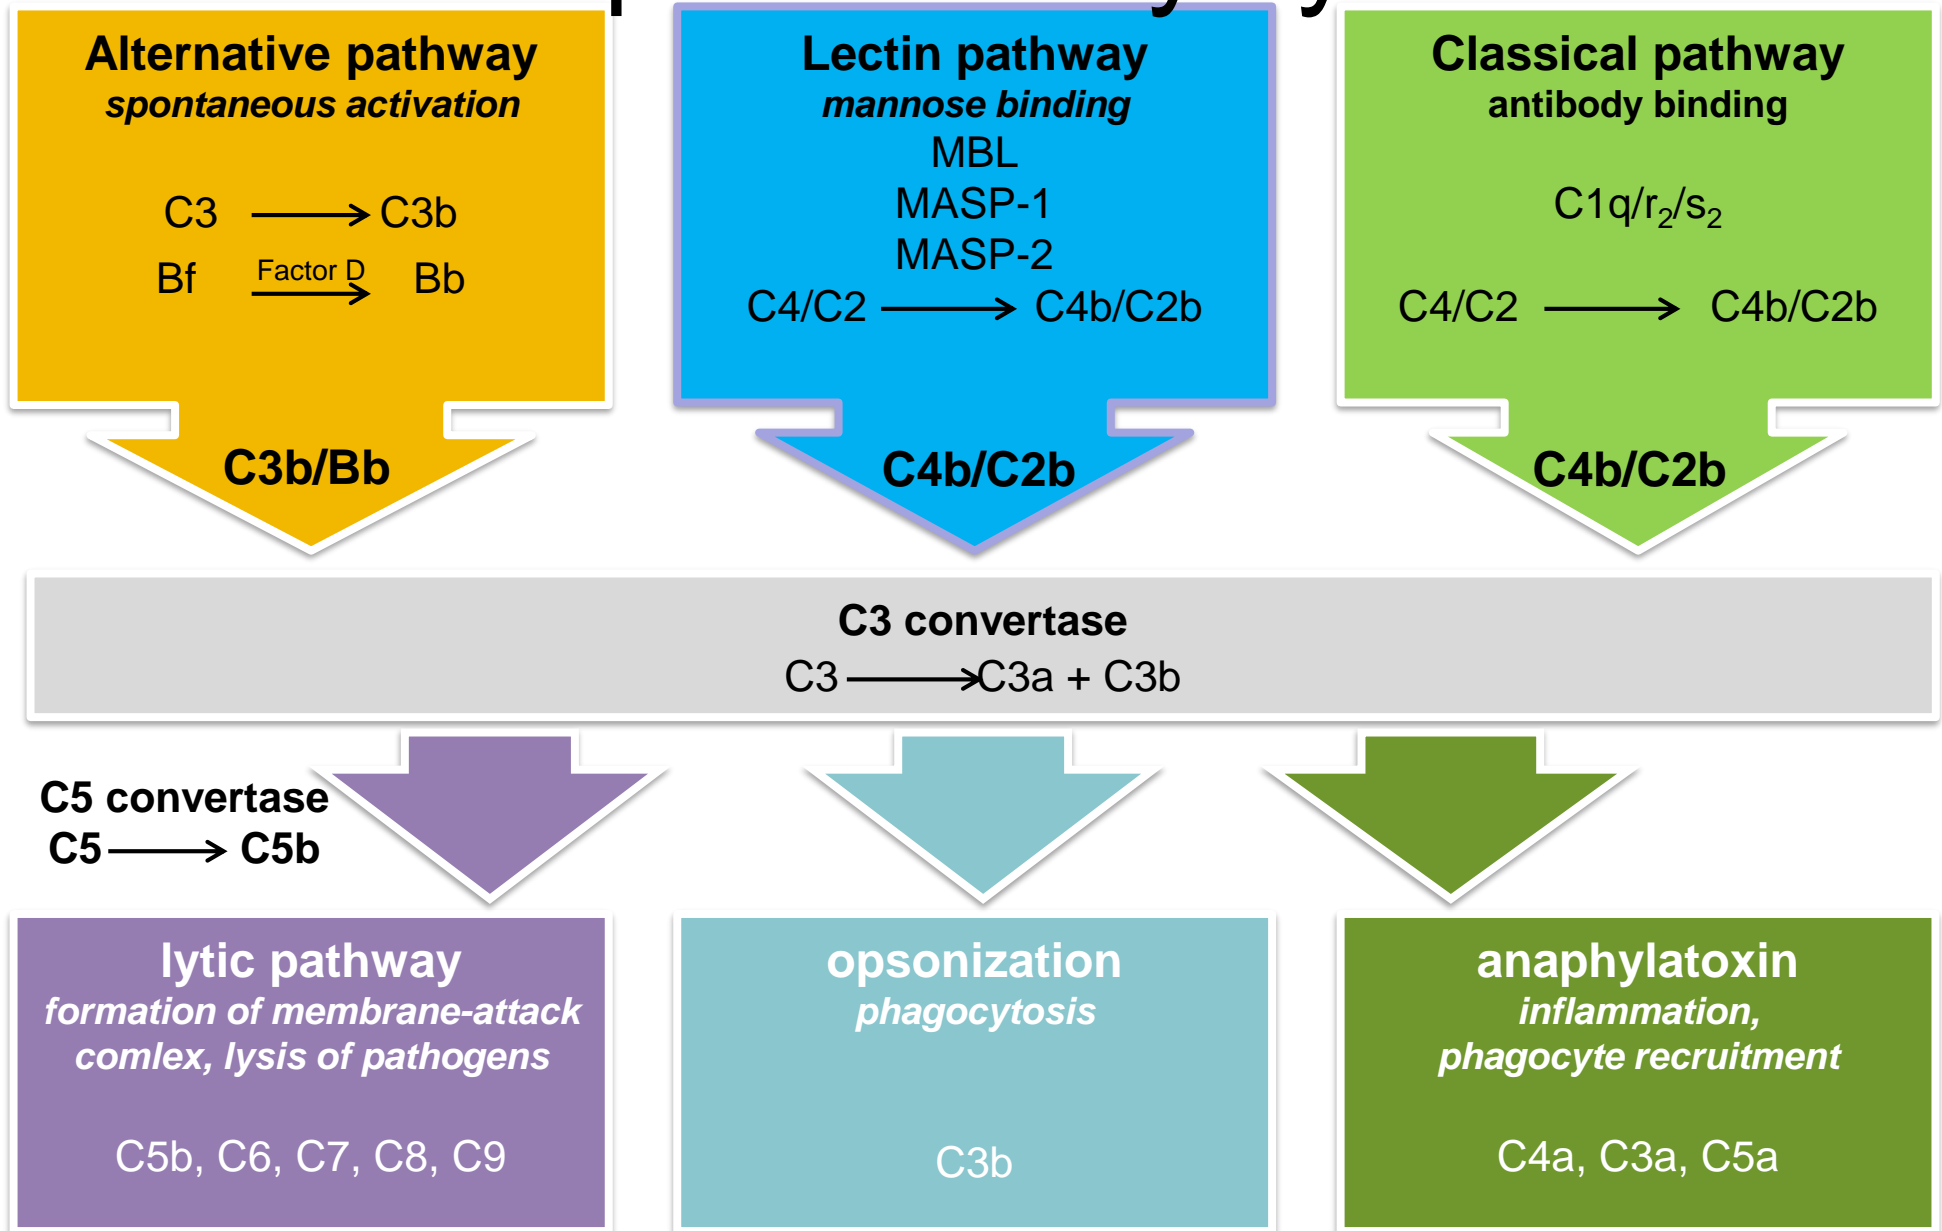 Alternative pathway
spontaneous activation
C3 → C3b
Bf Factor D → Bb
C3b/Bb
Lectin pathway
mannose binding
MBL
MASP-1
MASP-2
C4/C2 → C4b/C2b
C4b/C2b
Classical pathway
antibody binding
C1q/r₂/s₂
C4/C2 → C4b/C2b
C4b/C2b
C3 convertase
C3 → C3a + C3b
C5 convertase
C5 → C5b
lytic pathway
formation of membrane-attack
comlex, lysis of pathogens
C5b, C6, C7, C8, C9
opsonization
phagocytosis
C3b
anaphylatoxin
inflammation,
phagocyte recruitment
C4a, C3a, C5a